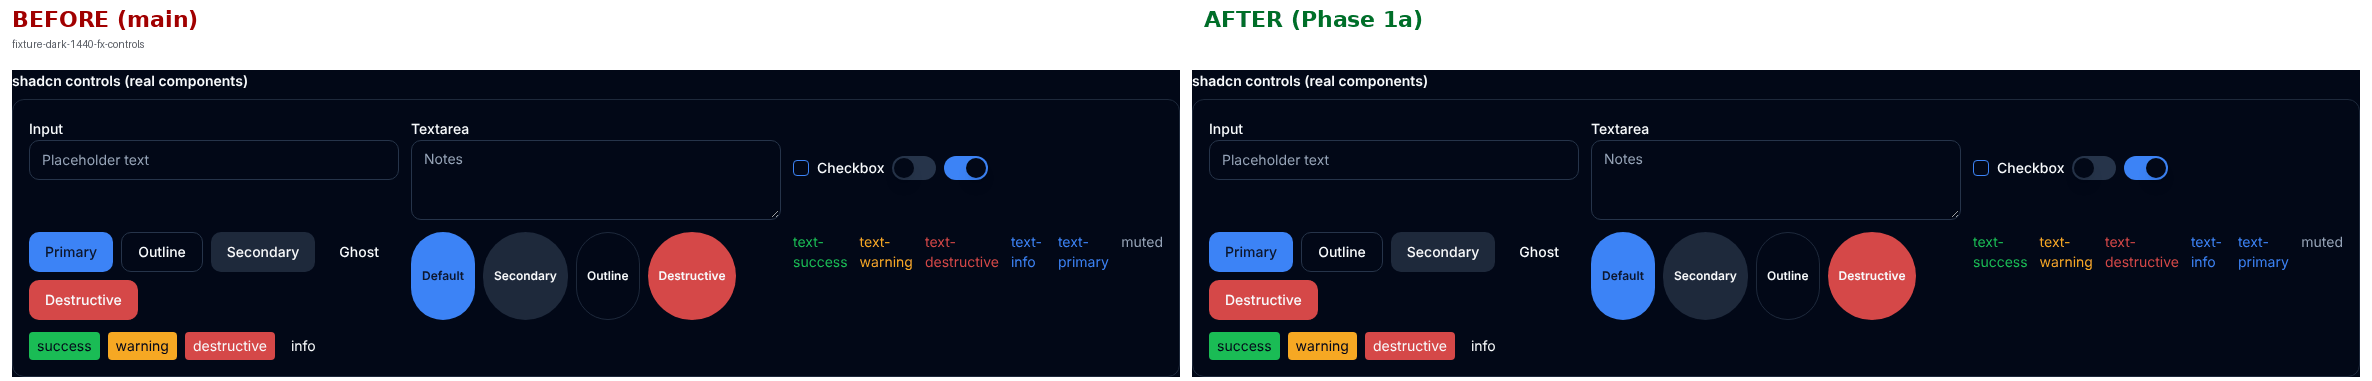 BEFORE (main)
fixture-dark-1440-fx-controls
shadcn controls (real components)
Input
Textarea
Placeholder text
Notes
Checkbox
Primary
Outline
Secondary
Ghost
Default
Secondary
Outline
Destructive
text-
success
text-
warning
text-
destructive
text-
info
text-
primary
muted
Destructive
success
warning
destructive
info
AFTER (Phase 1a)
shadcn controls (real components)
Input
Textarea
Placeholder text
Notes
Checkbox
Primary
Outline
Secondary
Ghost
Default
Secondary
Outline
Destructive
text-
success
text-
warning
text-
destructive
text-
info
text-
primary
muted
Destructive
success
warning
destructive
info